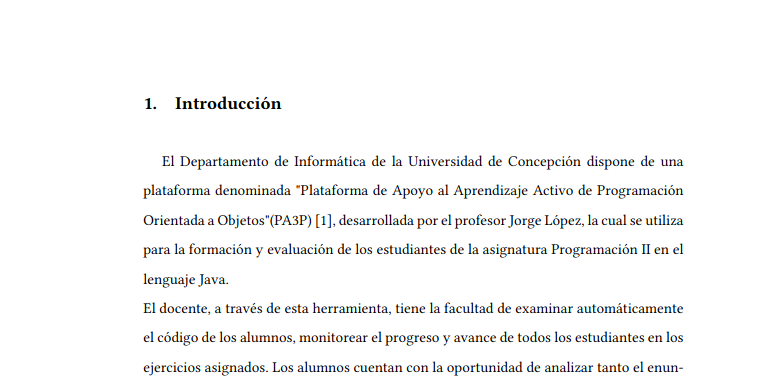 1. Introducción
El Departamento de Informática de la Universidad de Concepción dispone de una
plataforma denominada "Plataforma de Apoyo al Aprendizaje Activo de Programación
Orientada a Objetos"(PA3P) [1], desarrollada por el profesor Jorge López, la cual se utiliza
para la formación y evaluación de los estudiantes de la asignatura Programación II en el
lenguaje Java.
El docente, a través de esta herramienta, tiene la facultad de examinar automáticamente
el código de los alumnos, monitorear el progreso y avance de todos los estudiantes en los
ejercicios asignados. Los alumnos cuentan con la oportunidad de analizar tanto el enun-